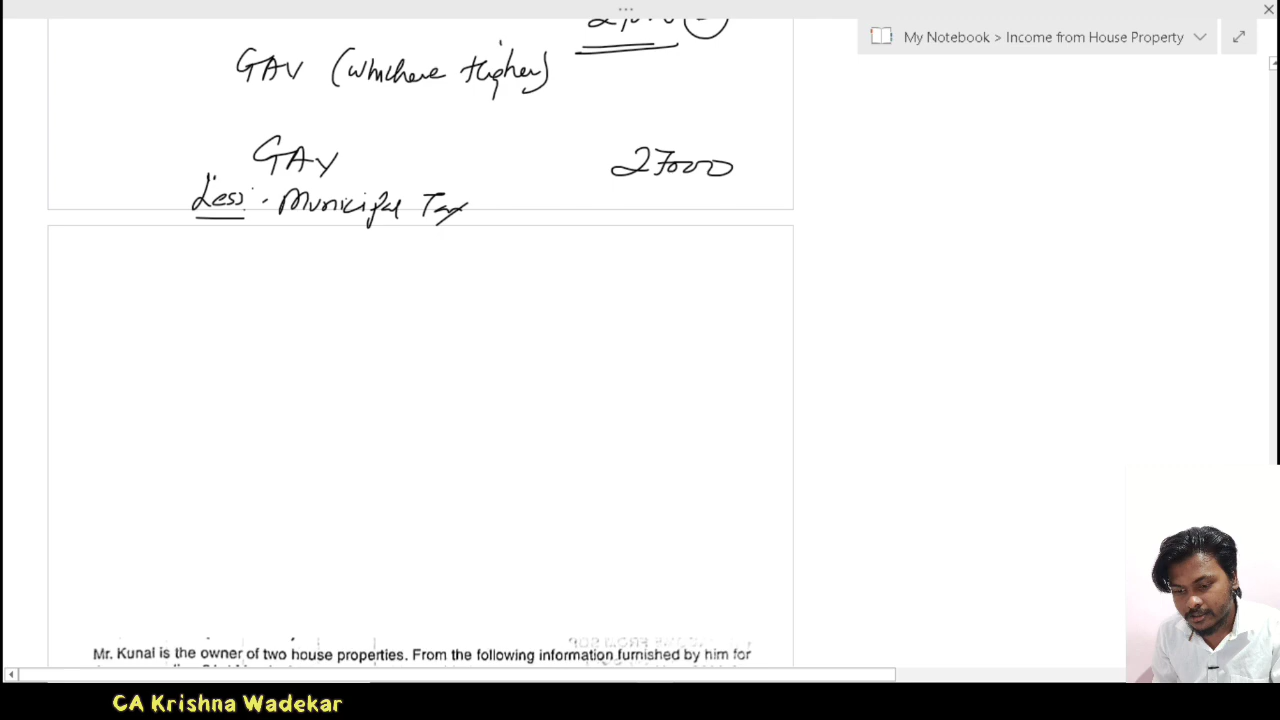 My Notebook > Income from House Property
GAV (whichere Higher)
GAV 27000
Less:- Municipal Tax
Mr. Kunal is the owner of two house properties. From the following information furnished by him for
CA Krishna Wadekar